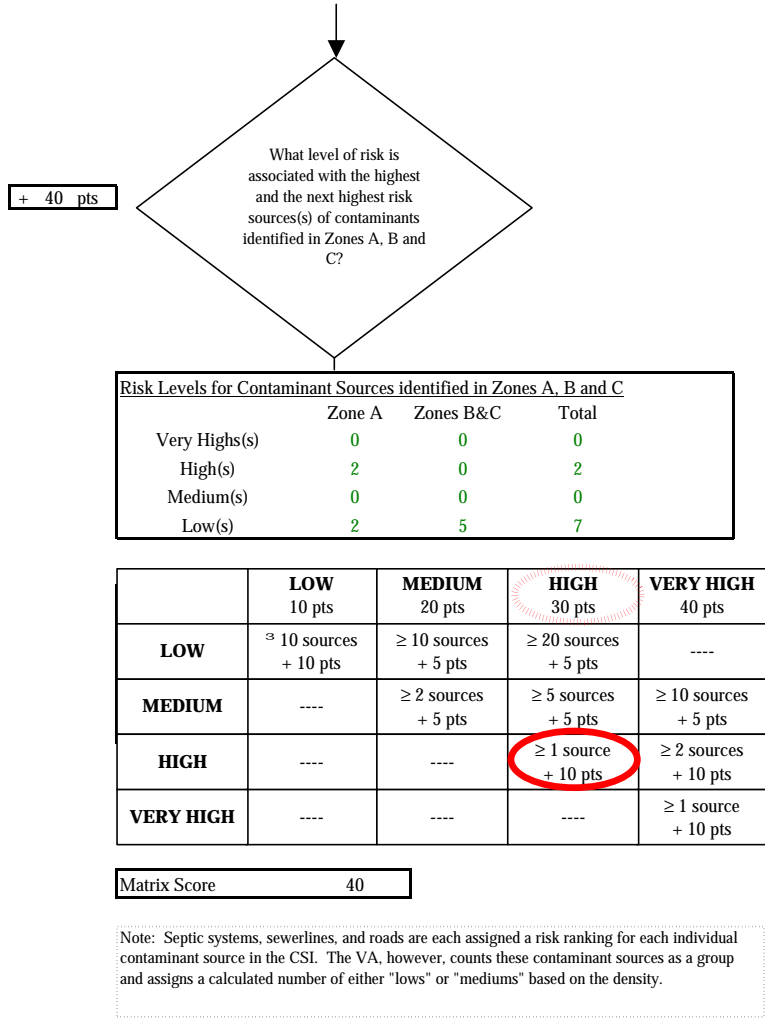 What level of risk is
associated with the highest
and the next highest risk
sources(s) of contaminants
identified in Zones A, B and
C?
+ 40 pts
Risk Levels for Contaminant Sources identified in Zones A, B and C
Zone A Zones B&C Total
Very Highs(s) 0 0 0
High(s) 2 0 2
Medium(s) 0 0 0
Low(s) 2 5 7
LOW MEDIUM HIGH VERY HIGH
10 pts 20 pts 30 pts 40 pts
LOW ³ 10 sources ≥ 10 sources ≥ 20 sources ----
+ 10 pts + 5 pts + 5 pts
MEDIUM ---- ≥ 2 sources ≥ 5 sources ≥ 10 sources
+ 5 pts + 5 pts + 5 pts
HIGH ---- ---- ≥ 1 source ≥ 2 sources
+ 10 pts + 10 pts
VERY HIGH ---- ---- ---- ≥ 1 source
+ 10 pts
Matrix Score 40
Note: Septic systems, sewerlines, and roads are each assigned a risk ranking for each individual
contaminant source in the CSI. The VA, however, counts these contaminant sources as a group
and assigns a calculated number of either "lows" or "mediums" based on the density.